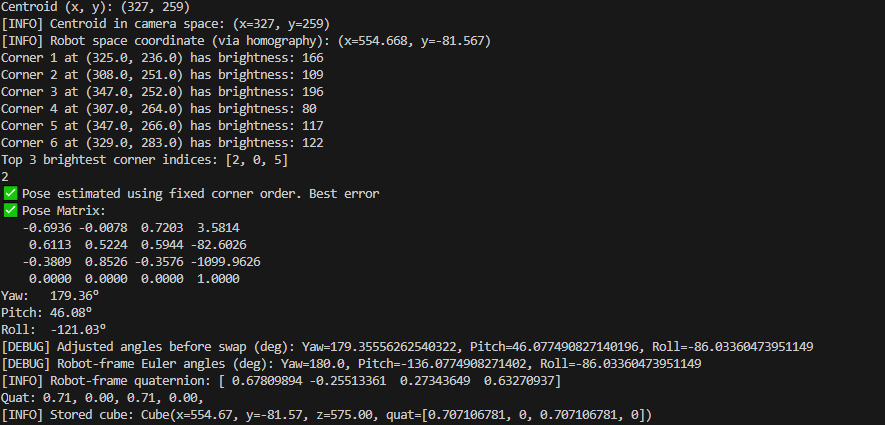 Centroid (x, y): (327, 259)
[INFO] Centroid in camera space: (x=327, y=259)
[INFO] Robot space coordinate (via homography): (x=554.668, y=-81.567)
Corner 1 at (325.0, 236.0) has brightness: 166
Corner 2 at (308.0, 251.0) has brightness: 109
Corner 3 at (347.0, 252.0) has brightness: 196
Corner 4 at (307.0, 264.0) has brightness: 80
Corner 5 at (347.0, 266.0) has brightness: 117
Corner 6 at (329.0, 283.0) has brightness: 122
Top 3 brightest corner indices: [2, 0, 5]
2
✅ Pose estimated using fixed corner order. Best error
✅ Pose Matrix:
-0.6936 -0.0078 0.7203 3.5814
0.6113 0.5224 0.5944 -82.6026
-0.3809 0.8526 -0.3576 -1099.9626
0.0000 0.0000 0.0000 1.0000
Yaw: 179.36°
Pitch: 46.08°
Roll: -121.03°
[DEBUG] Adjusted angles before swap (deg): Yaw=179.35556262540322, Pitch=46.077490827140196, Roll=-86.03360473951149
[DEBUG] Robot-frame Euler angles (deg): Yaw=180.0, Pitch=-136.0774908271402, Roll=-86.03360473951149
[INFO] Robot-frame quaternion: [ 0.67809894 -0.25513361 0.27343649 0.63270937]
Quat: 0.71, 0.00, 0.71, 0.00,
[INFO] Stored cube: Cube(x=554.67, y=-81.57, z=575.00, quat=[0.707106781, 0, 0.707106781, 0])